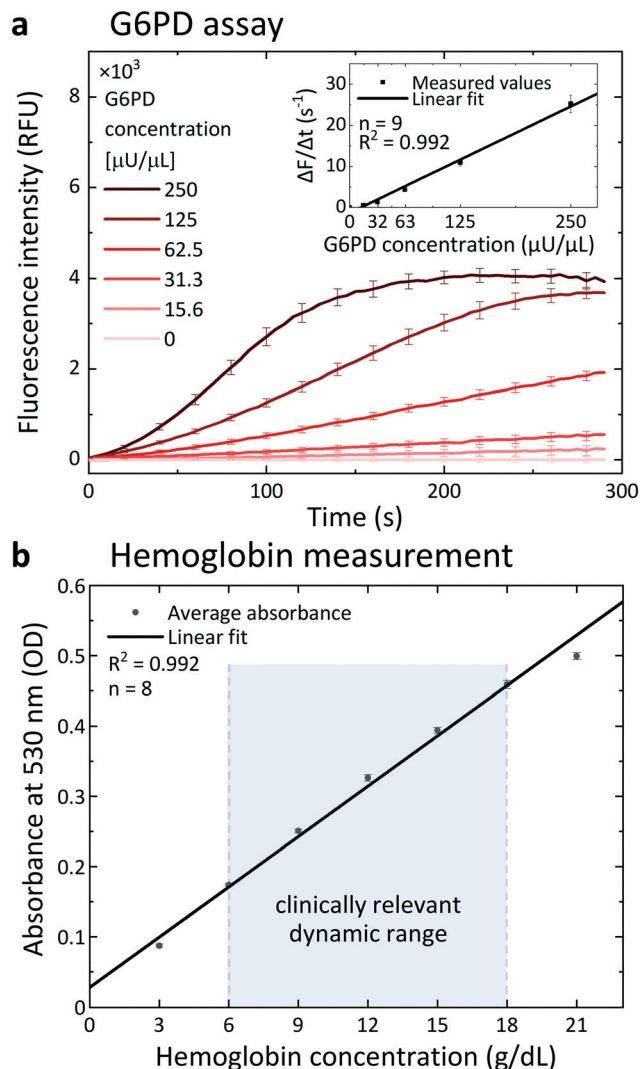 a G6PD assay
×10³
G6PD
concentration
[µU/µL]
250
125
62.5
31.3
15.6
0
8
6
4
2
0
Fluorescence intensity (RFU)
0 100 200 300
Time (s)
Measured values
Linear fit
n = 9
R² = 0.992
30
20
10
0
ΔF/Δt (s⁻¹)
0 32 63 125 250
G6PD concentration (µU/µL)
b Hemoglobin measurement
Average absorbance
Linear fit
R² = 0.992
n = 8
clinically relevant
dynamic range
0.6
0.5
0.4
0.3
0.2
0.1
0
Absorbance at 530 nm (OD)
0 3 6 9 12 15 18 21
Hemoglobin concentration (g/dL)